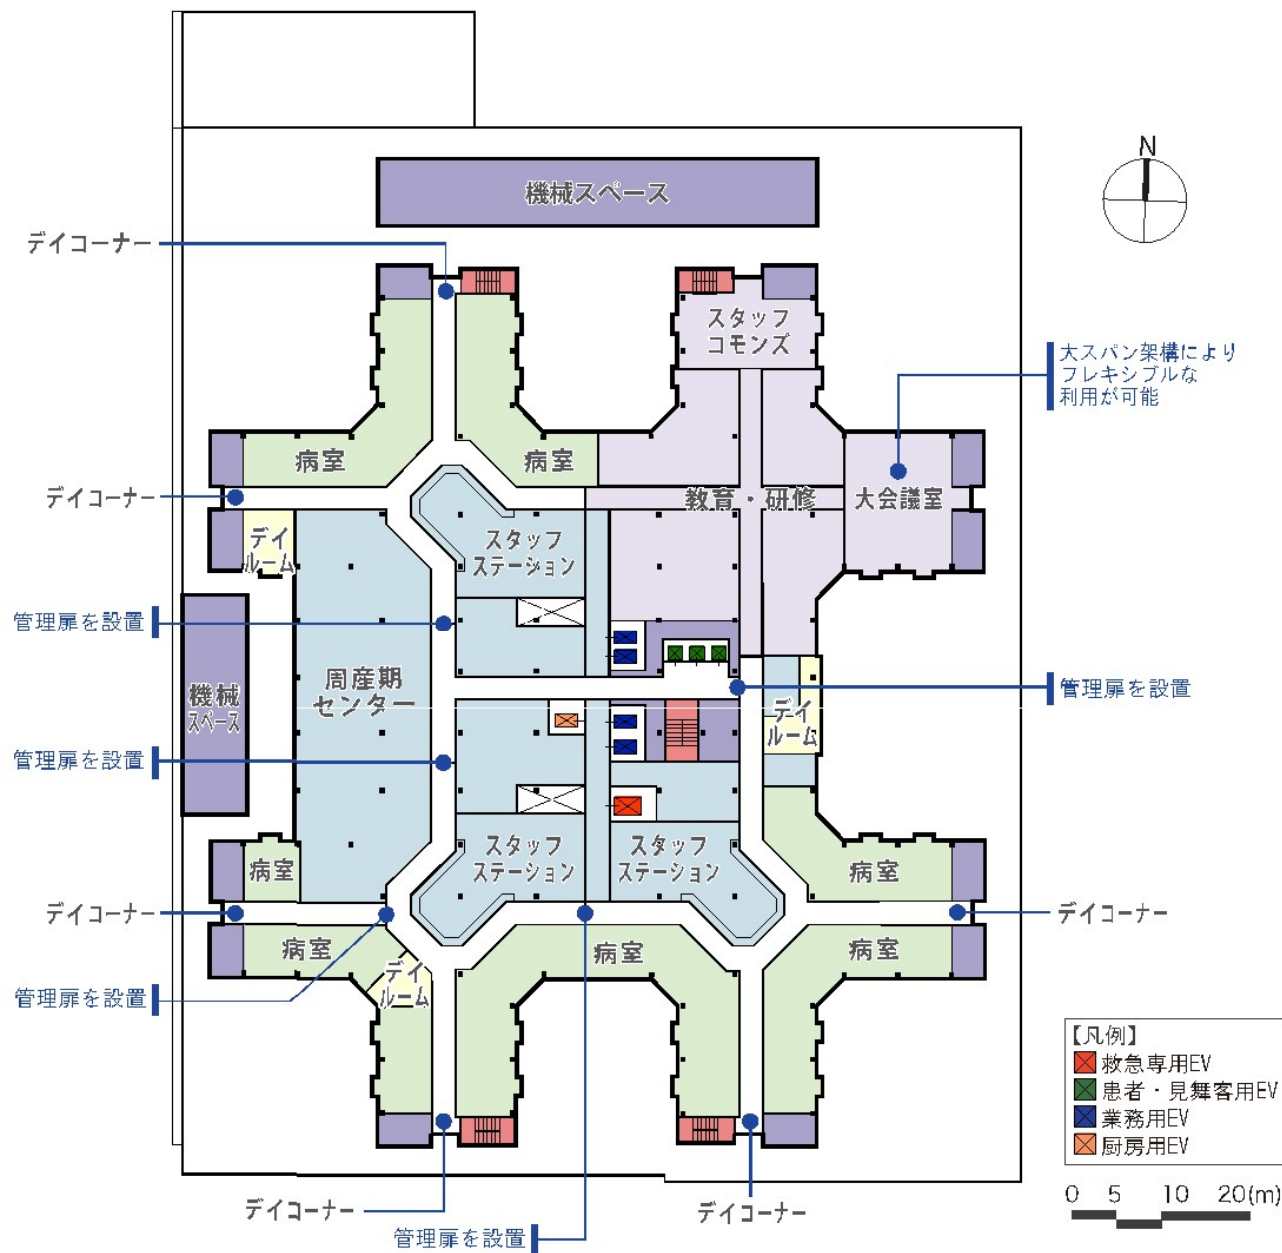 N
機械スペース
デイコーナー
スタッフ
コモンズ
大スパン架構により
フレキシブルな
利用が可能
病室
病室
デイコーナー
教育・研修
大会議室
デイ
ルーム
スタッフ
ステーション
管理扉を設置
周産期
センター
機械
スペース
管理扉を設置
デイ
ルーム
管理扉を設置
スタッフ
ステーション
スタッフ
ステーション
病室
病室
デイコーナー
デイコーナー
病室
病室
病室
デイ
ルーム
管理扉を設置
【凡例】
救急専用EV
患者・見舞客用EV
業務用EV
厨房用EV
0 5 10 20(m)
デイコーナー
デイコーナー
管理扉を設置